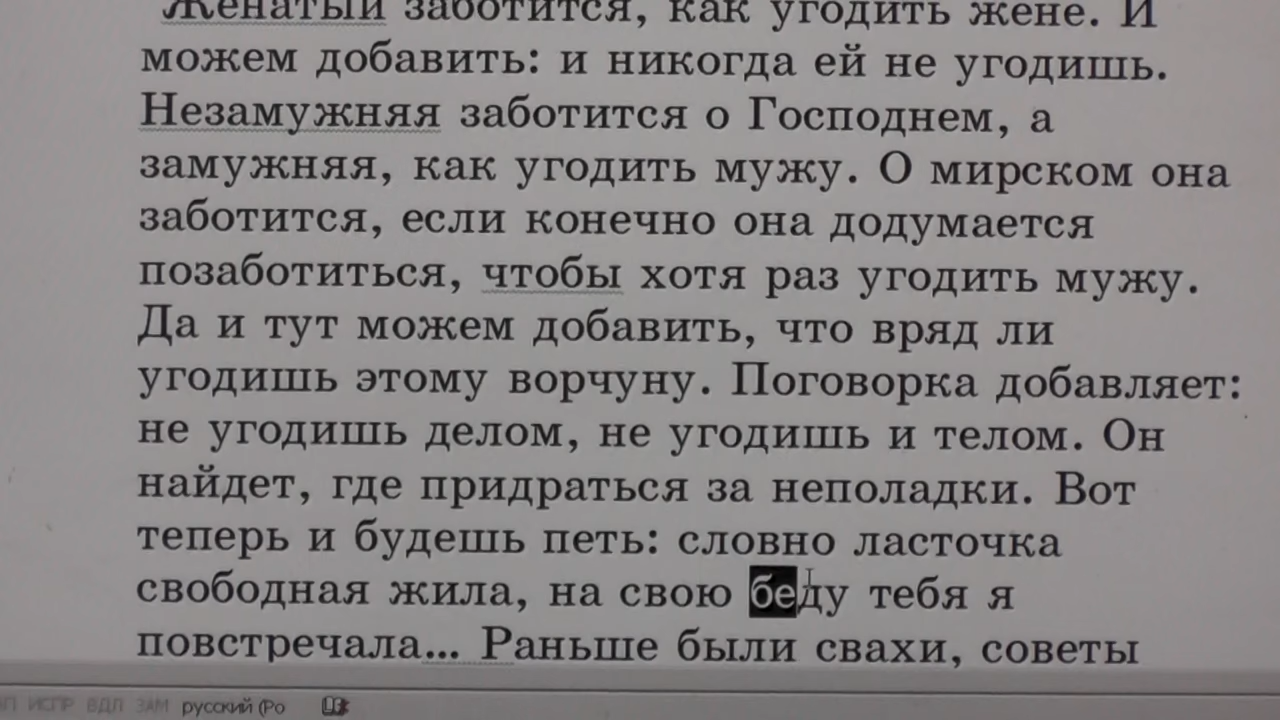 Женатый заботится, как угодить жене. И
можем добавить: и никогда ей не угодишь.
Незамужняя заботится о Господнем, а
замужняя, как угодить мужу. О мирском она
заботится, если конечно она додумается
позаботиться, чтобы хотя раз угодить мужу.
Да и тут можем добавить, что вряд ли
угодишь этому ворчуну. Поговорка добавляет:
не угодишь делом, не угодишь и телом. Он
найдет, где придраться за неполадки. Вот
теперь и будешь петь: словно ласточка
свободная жила, на свою беду тебя я
повстречала... Раньше были свахи, советы
ИСПР ВДЛ ЗАМ русский (Ро